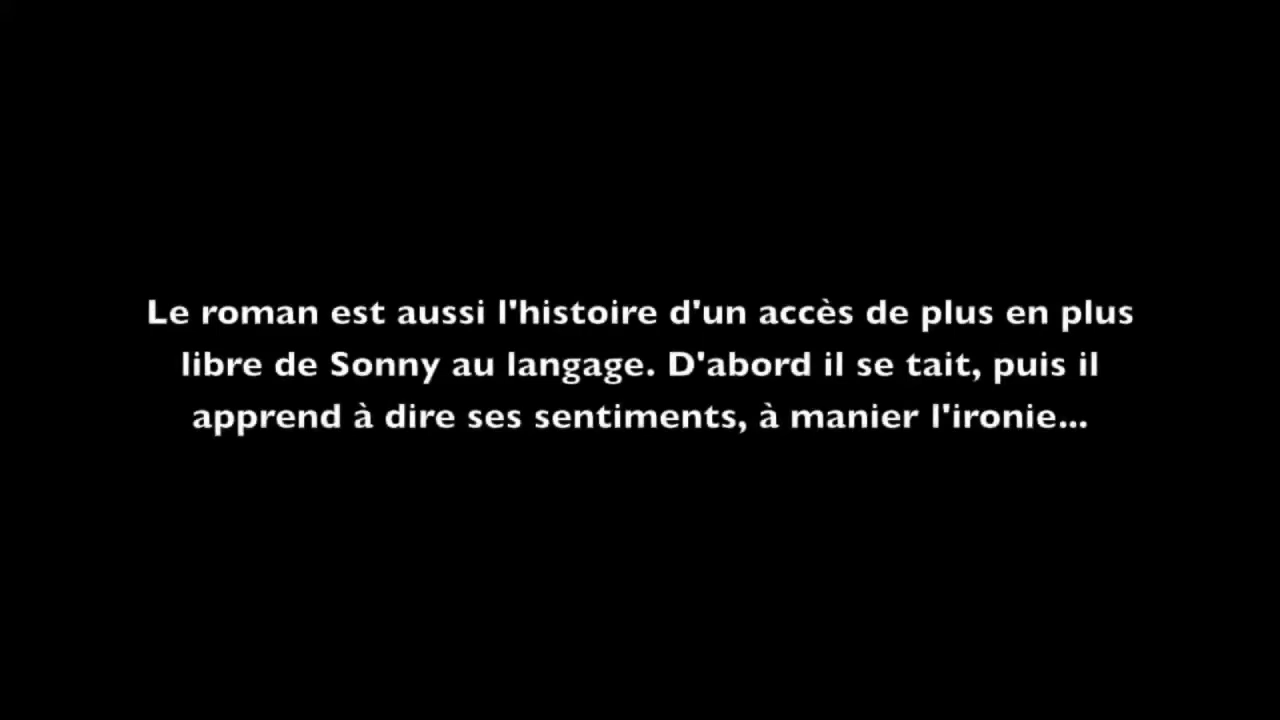 Le roman est aussi l'histoire d'un accès de plus en plus
libre de Sonny au langage. D'abord il se tait, puis il
apprend à dire ses sentiments, à manier l'ironie...